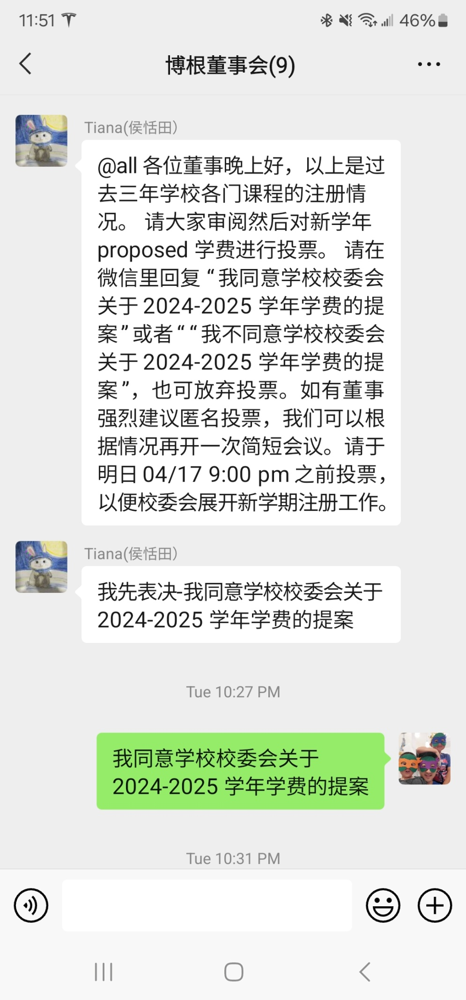 11:51
46%
博根董事会(9)
Tiana(侯恬田)
@all 各位董事晚上好，以上是过
去三年学校各门课程的注册情
况。 请大家审阅然后对新学年
proposed 学费进行投票。 请在
微信里回复 “我同意学校校委会
关于 2024-2025 学年学费的提
案” 或者 “ “ 我不同意学校校委会
关于 2024-2025 学年学费的提
案”，也可放弃投票。如有董事
强烈建议匿名投票，我们可以根
据情况再开一次简短会议。请于
明日 04/17 9:00 pm 之前投票，
以便校委会展开新学期注册工作。
Tiana(侯恬田)
我先表决-我同意学校校委会关于
2024-2025 学年学费的提案
Tue 10:27 PM
我同意学校校委会关于
2024-2025 学年学费的提案
Tue 10:31 PM